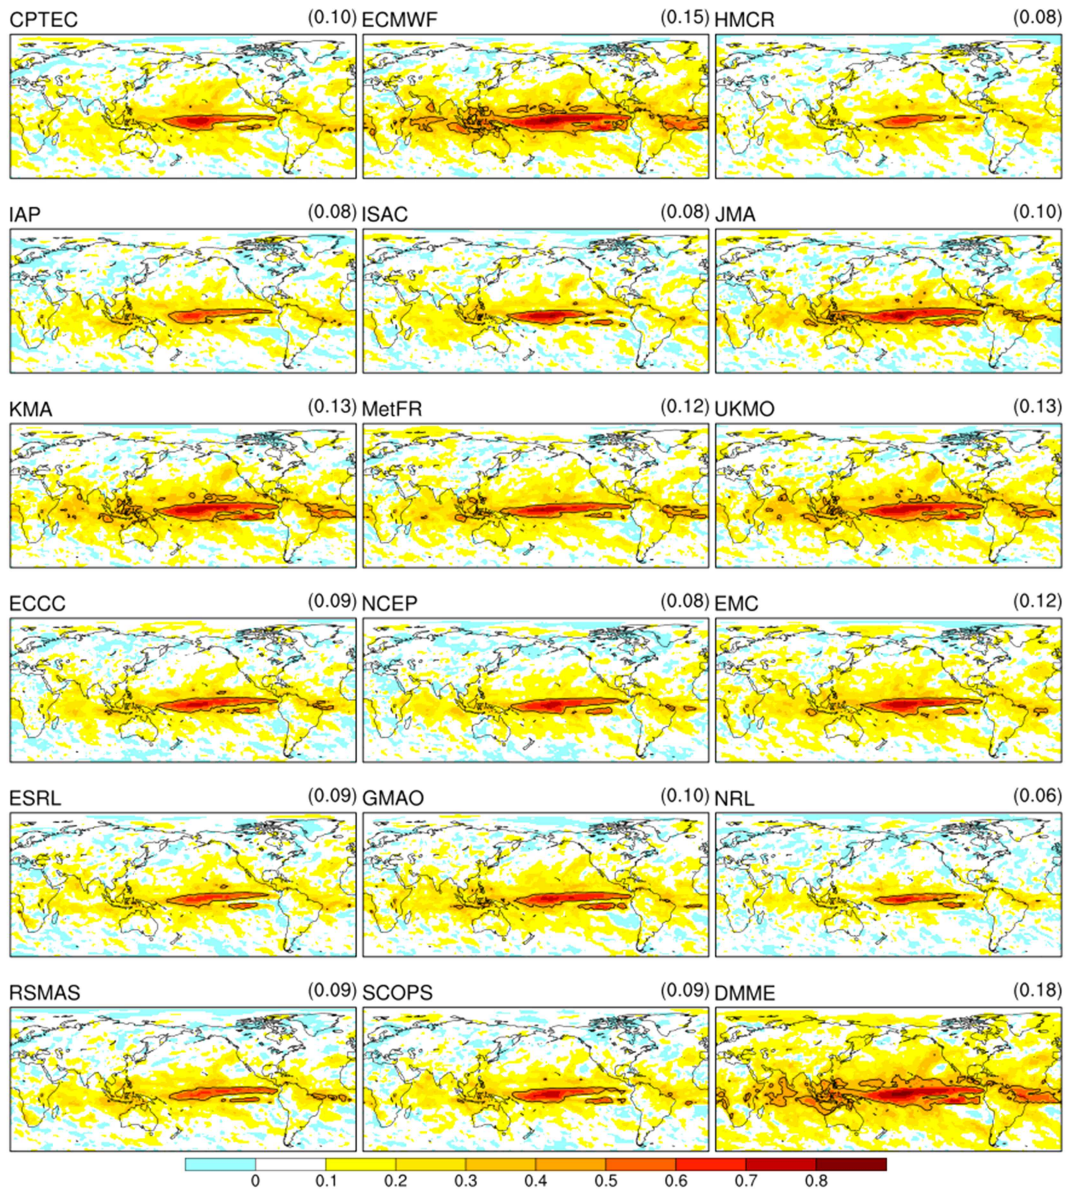 CPTEC (0.10) ECMWF (0.15) HMCR (0.08)
IAP (0.08) ISAC (0.08) JMA (0.10)
KMA (0.13) MetFR (0.12) UKMO (0.13)
ECCC (0.09) NCEP (0.08) EMC (0.12)
ESRL (0.09) GMAO (0.10) NRL (0.06)
RSMAS (0.09) SCOPS (0.09) DMME (0.18)
0 0.1 0.2 0.3 0.4 0.5 0.6 0.7 0.8